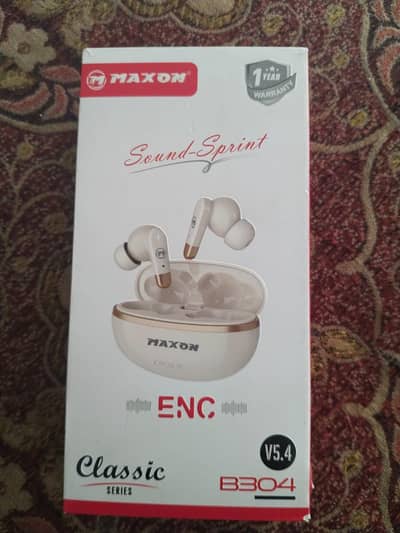 MAXON
1
YEAR
WARRANTY
Sound-Sprint
MAXON
ENC
V5.4
Classic
SERIES
B304